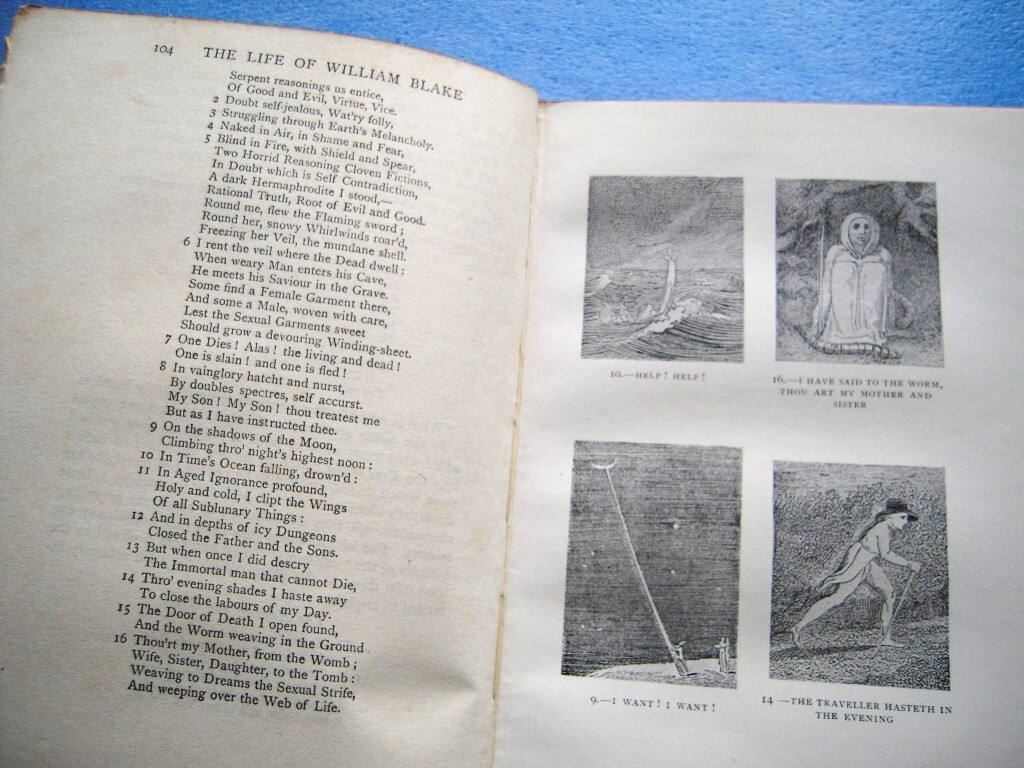 104 THE LIFE OF WILLIAM BLAKE
Serpent reasonings us entice,
Of Good and Evil, Virtue, Vice.
2 Doubt self-jealous, Wat'ry folly,
3 Struggling through Earth's Melancholy.
4 Naked in Air, in Shame and Fear,
5 Blind in Fire, with Shield and Spear,
Two Horrid Reasoning Cloven Fictions,
In Doubt which is Self Contradiction,
A dark Hermaphrodite I stood,—
Rational Truth, Root of Evil and Good.
Round me, flew the Flaming sword;
Round her, snowy Whirlwinds roar'd,
Freezing her Veil, the mundane shell.
6 I rent the veil where the Dead dwell:
When weary Man enters his Cave,
He meets his Saviour in the Grave.
Some find a Female Garment there,
And some a Male, woven with care,
Lest the Sexual Garments sweet
Should grow a devouring Winding-sheet.
7 One Dies! Alas! the living and dead!
One is slain! and one is fled!
8 In vainglory hatcht and nurst,
By doubles spectres, self accurst.
My Son! My Son! thou treatest me
But as I have instructed thee.
9 On the shadows of the Moon,
Climbing thro' night's highest noon:
10 In Time's Ocean falling, drown'd:
11 In Aged Ignorance profound,
Holy and cold, I clipt the Wings
Of all Sublunary Things:
12 And in depths of icy Dungeons
Closed the Father and the Sons.
13 But when once I did descry
The Immortal man that cannot Die,
14 Thro' evening shades I haste away
To close the labours of my Day.
15 The Door of Death I open found,
And the Worm weaving in the Ground
16 Thou'rt my Mother, from the Womb;
Wife, Sister, Daughter, to the Tomb:
Weaving to Dreams the Sexual Strife,
And weeping over the Web of Life.
10.—HELP! HELP!
16.—I HAVE SAID TO THE WORM,
THOU ART MY MOTHER AND
SISTER
9.—I WANT! I WANT!
14 —THE TRAVELLER HASTETH IN
THE EVENING